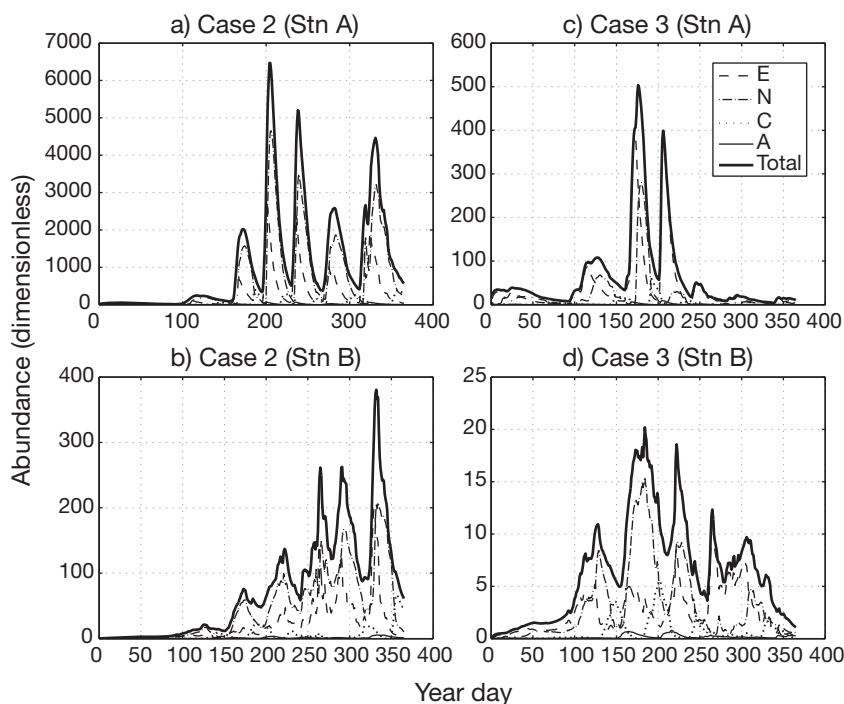 a) Case 2 (Stn A)
7000
6000
5000
4000
3000
2000
1000
0
0 100 200 300 400
c) Case 3 (Stn A)
600
500
400
300
200
100
0
0 50 100 150 200 250 300 350 400
E
N
C
A
Total
b) Case 2 (Stn B)
400
300
200
100
0
0 50 100 150 200 250 300 350 400
d) Case 3 (Stn B)
25
20
15
10
5
0
0 50 100 150 200 250 300 350 400
Abundance (dimensionless)
Year day